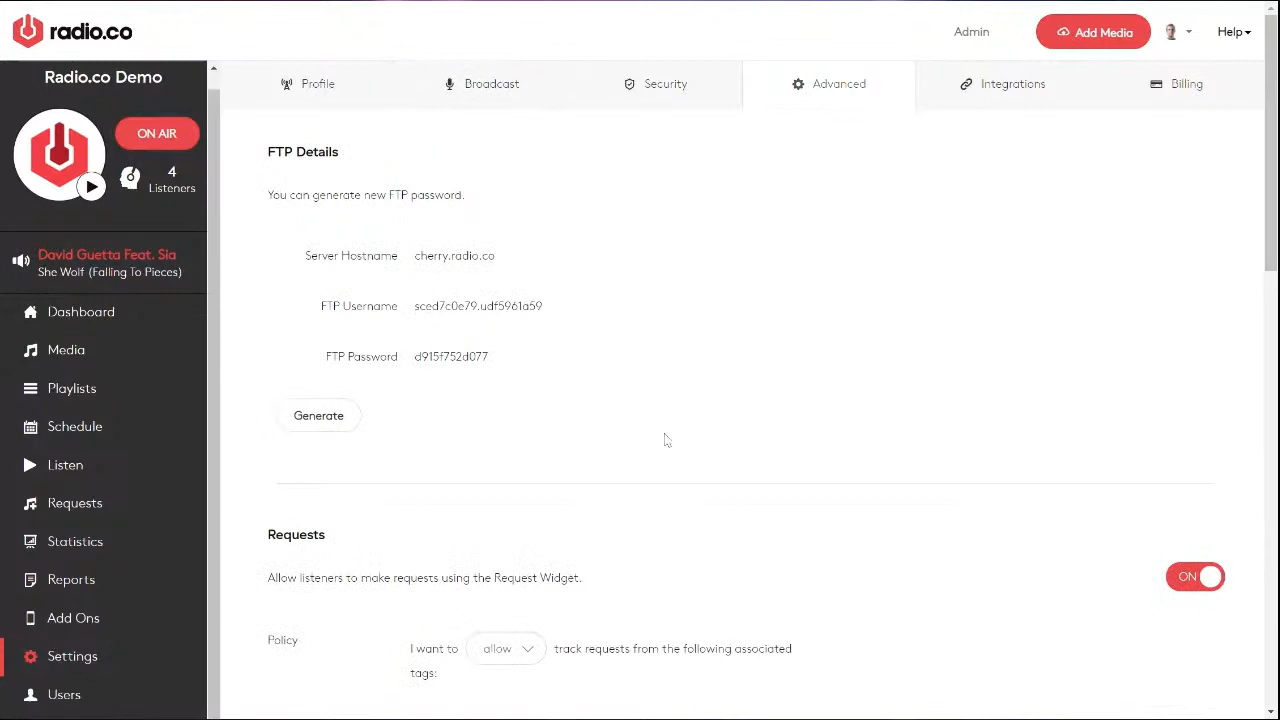 radio.co
Admin
Add Media
Help
Radio.co Demo
ON AIR
4
Listeners
David Guetta Feat. Sia
She Wolf (Falling To Pieces)
Dashboard
Media
Playlists
Schedule
Listen
Requests
Statistics
Reports
Add Ons
Settings
Users
Profile
Broadcast
Security
Advanced
Integrations
Billing
FTP Details
You can generate new FTP password.
Server Hostname cherry.radio.co
FTP Username sced7c0e79.udf5961a59
FTP Password d915f752d077
Generate
Requests
Allow listeners to make requests using the Request Widget.
ON
Policy
I want to allow track requests from the following associated
tags: